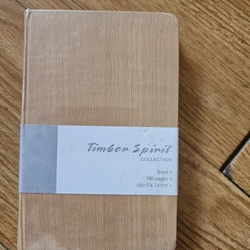 Timber Spirit
COLLECTION
lined •
180 pages •
size 9 x 14 cm •